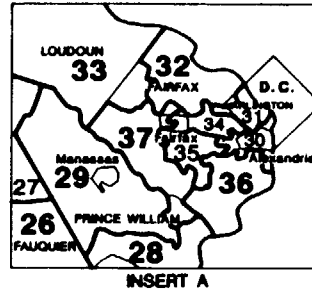 LOUDOUN
33
32
FAIRFAX
D. C.
ARLINGTON
31
34
37
Fairfax
30
Alexandria
35
Manassas
29
36
27
PRINCE WILLIAM
26
FAUQUIER
28
INSERT A